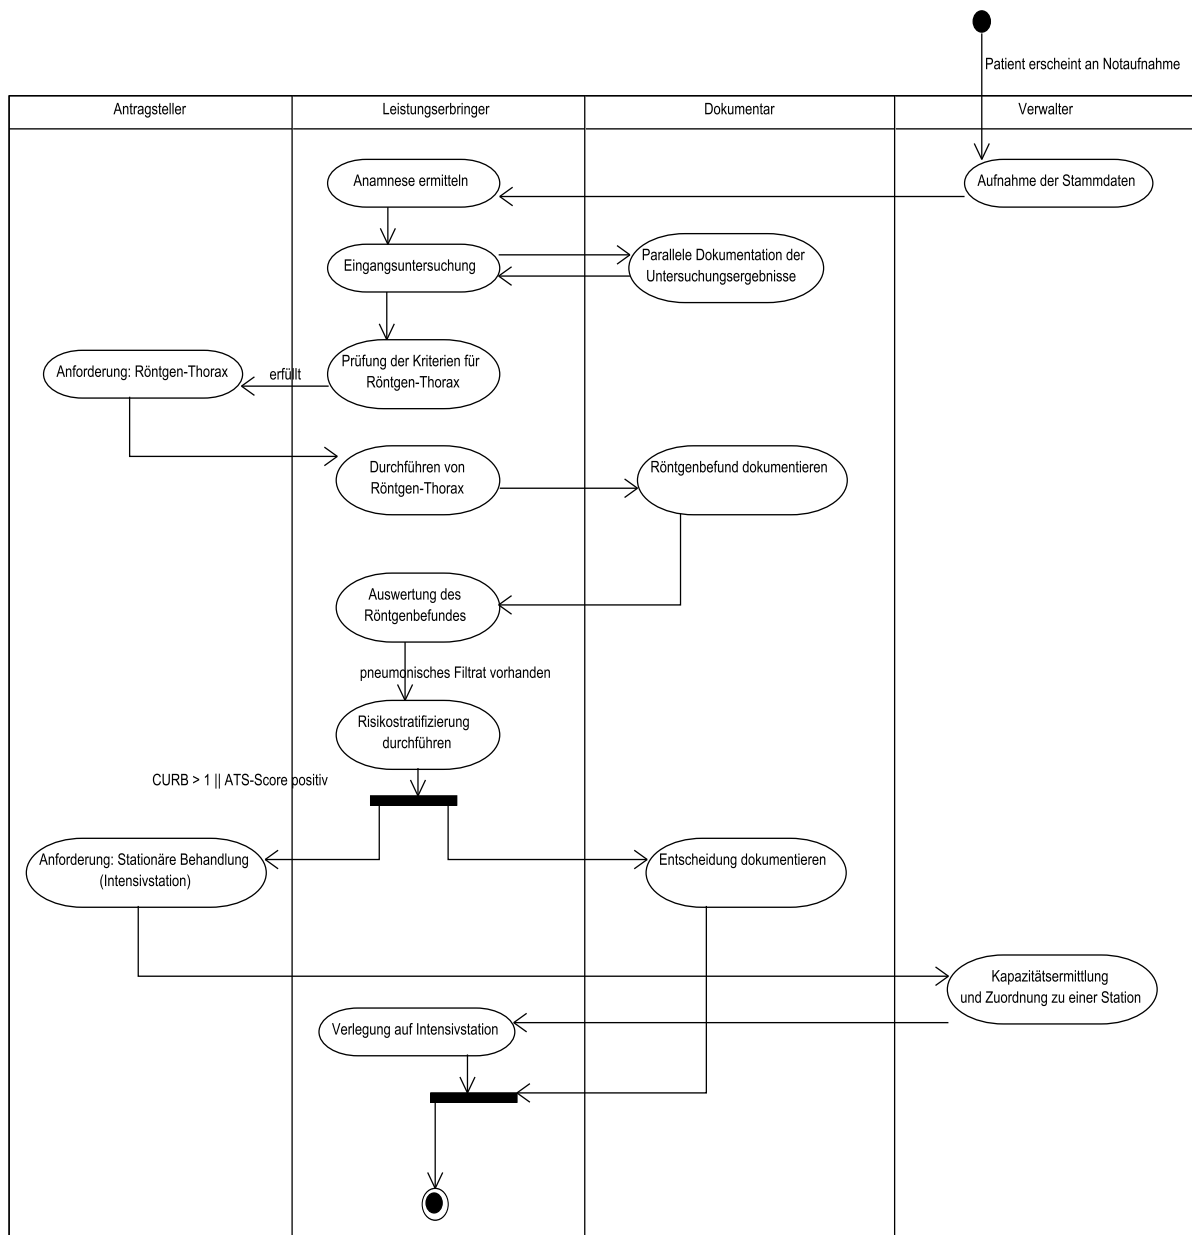 Patient erscheint an Notaufnahme
Antragsteller
Leistungserbringer
Dokumentar
Verwalter
Anamnese ermitteln
Aufnahme der Stammdaten
Eingangsuntersuchung
Parallele Dokumentation der
Untersuchungsergebnisse
Anforderung: Röntgen-Thorax
erfüllt
Prüfung der Kriterien für
Röntgen-Thorax
Durchführen von
Röntgen-Thorax
Röntgenbefund dokumentieren
Auswertung des
Röntgenbefundes
pneumonisches Filtrat vorhanden
Risikostratifizierung
durchführen
CURB > 1 || ATS-Score positiv
Anforderung: Stationäre Behandlung
(Intensivstation)
Entscheidung dokumentieren
Kapazitätsermittlung
und Zuordnung zu einer Station
Verlegung auf Intensivstation